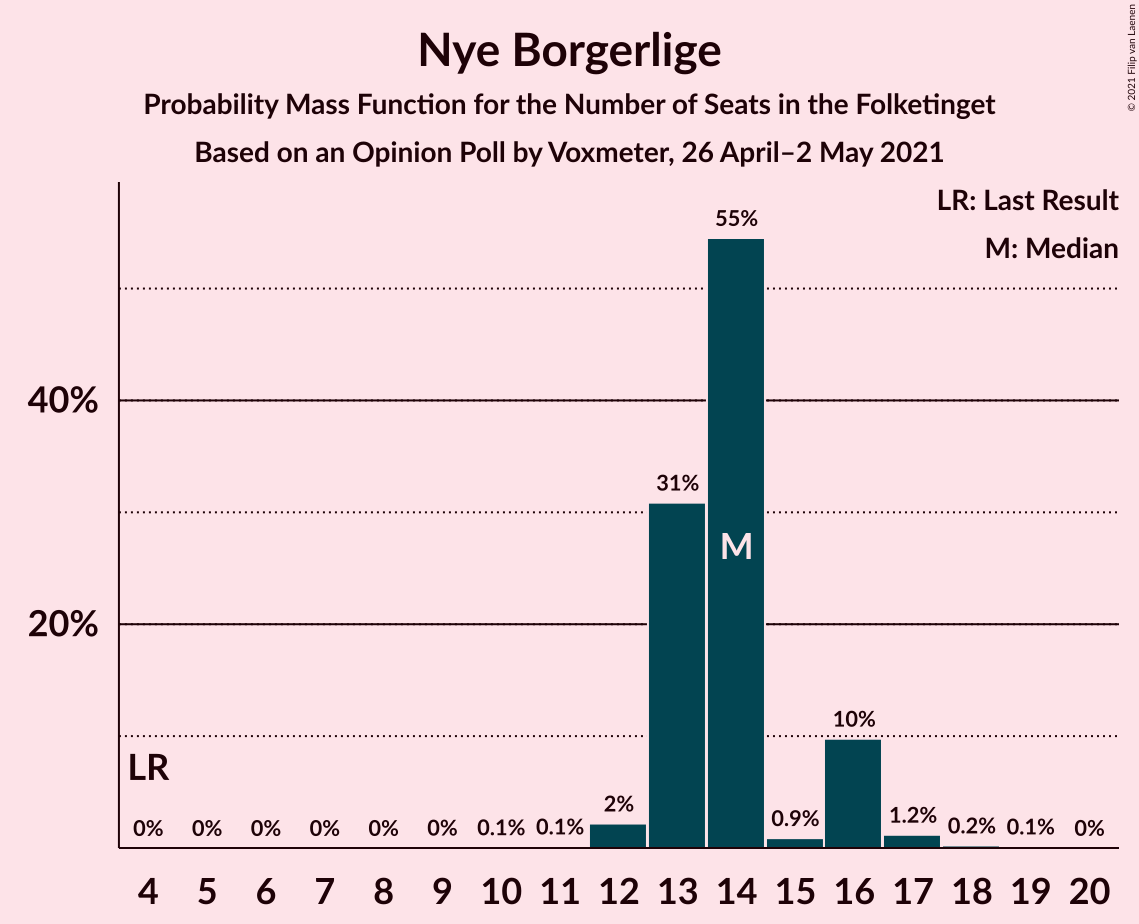 Nye Borgerlige
Probability Mass Function for the Number of Seats in the Folketinget
Based on an Opinion Poll by Voxmeter, 26 April–2 May 2021
© 2021 Filip van Laenen
LR: Last Result
M: Median
55%
40%
31%
M
20%
10%
LR
0% 0% 0% 0% 0% 0% 0.1% 0.1% 2% 0.9% 1.2% 0.2% 0.1% 0%
4 5 6 7 8 9 10 11 12 13 14 15 16 17 18 19 20